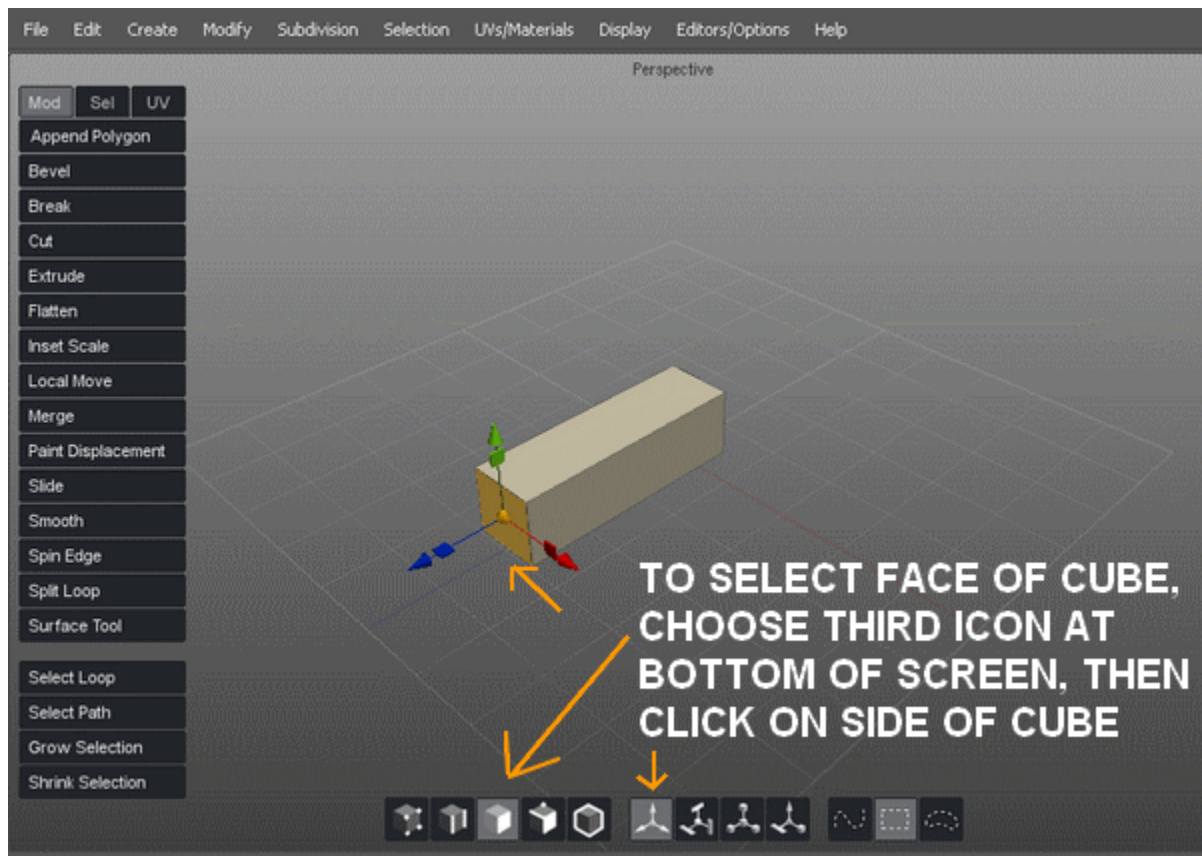 File Edit Create Modify Subdivision Selection UVs/Materials Display Editors/Options Help
Perspective
Mod Sel UV
Append Polygon
Bevel
Break
Cut
Extrude
Flatten
Inset Scale
Local Move
Merge
Paint Displacement
Slide
Smooth
Spin Edge
Split Loop
Surface Tool
Select Loop
Select Path
Grow Selection
Shrink Selection
TO SELECT FACE OF CUBE,
CHOOSE THIRD ICON AT
BOTTOM OF SCREEN, THEN
CLICK ON SIDE OF CUBE